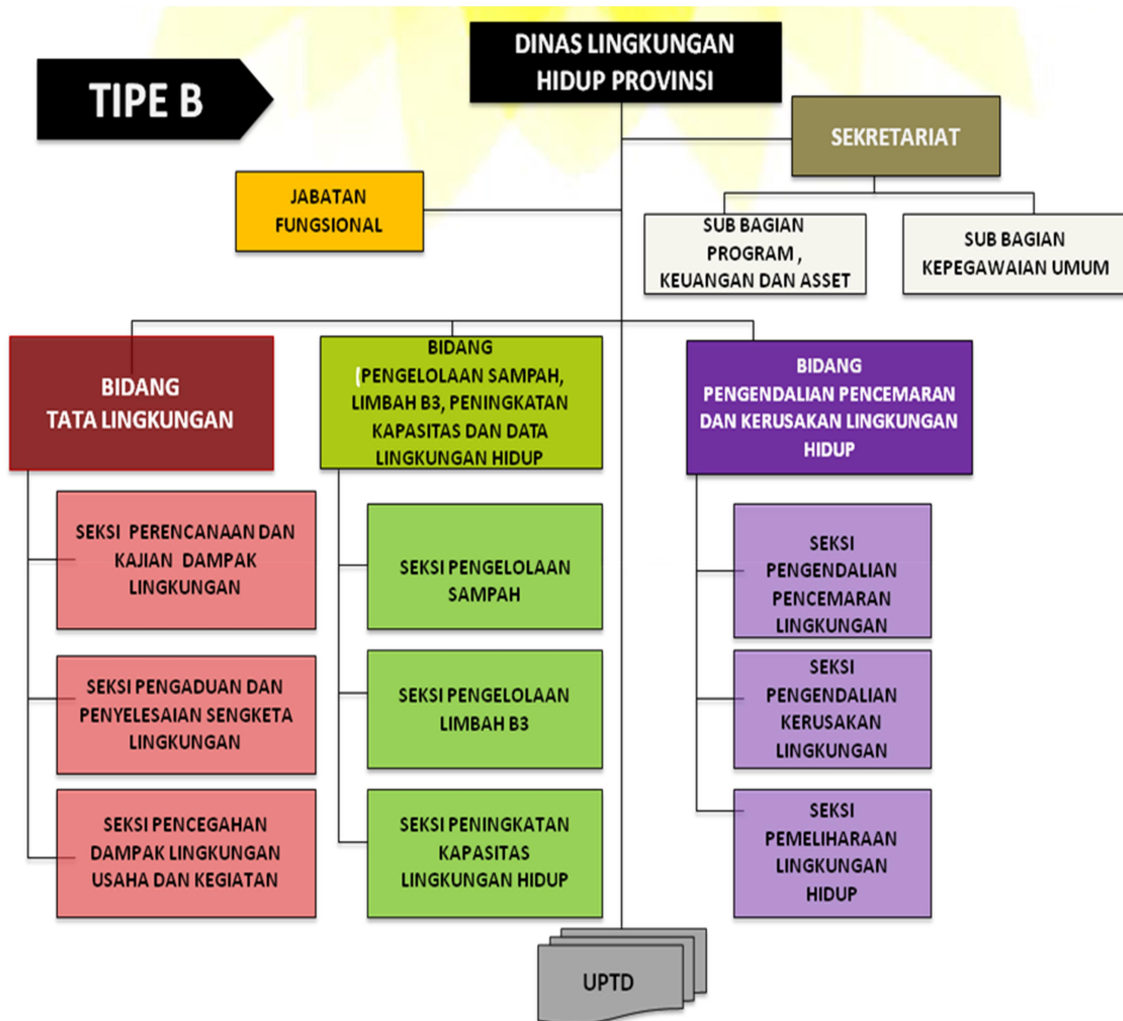 TIPE B
DINAS LINGKUNGAN
HIDUP PROVINSI
SEKRETARIAT
JABATAN
FUNGSIONAL
SUB BAGIAN
PROGRAM ,
KEUANGAN DAN ASSET
SUB BAGIAN
KEPEGAWAIAN UMUM
BIDANG
TATA LINGKUNGAN
BIDANG
(PENGELOLAAN SAMPAH,
LIMBAH B3, PENINGKATAN
KAPASITAS DAN DATA
LINGKUNGAN HIDUP
BIDANG
PENGENDALIAN PENCEMARAN
DAN KERUSAKAN LINGKUNGAN
HIDUP
SEKSI PERENCANAAN DAN
KAJIAN DAMPAK
LINGKUNGAN
SEKSI PENGADUAN DAN
PENYELESAIAN SENGKETA
LINGKUNGAN
SEKSI PENCEGAHAN
DAMPAK LINGKUNGAN
USAHA DAN KEGIATAN
SEKSI PENGELOLAAN
SAMPAH
SEKSI PENGELOLAAN
LIMBAH B3
SEKSI PENINGKATAN
KAPASITAS
LINGKUNGAN HIDUP
SEKSI
PENGENDALIAN
PENCEMARAN
LINGKUNGAN
SEKSI
PENGENDALIAN
KERUSAKAN
LINGKUNGAN
SEKSI
PEMELIHARAAN
LINGKUNGAN
HIDUP
UPTD